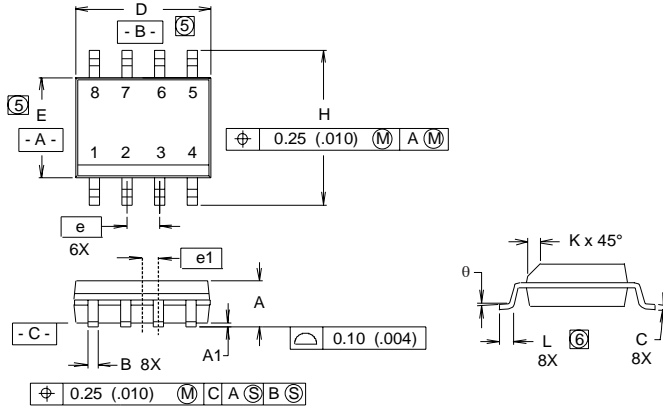 D
- B - 5
8 7 6 5
5
E
- A -
H
⌖ 0.25 (.010) Ⓜ A Ⓜ
1 2 3 4
e
6X
K x 45°
e1
θ
A
- C -
A1
⌓ 0.10 (.004)
B 8X
L 6
8X
C
8X
⌖ 0.25 (.010) Ⓜ C A Ⓢ B Ⓢ